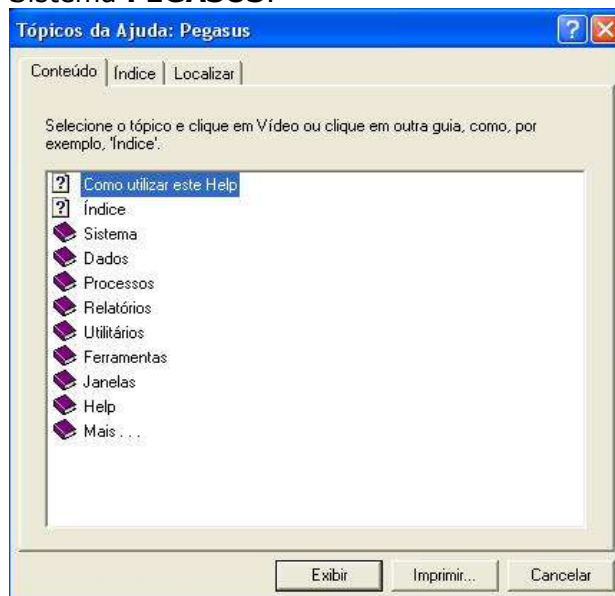 Sistema PEGASUS.
Tópicos da Ajuda: Pegasus
Conteúdo Índice Localizar
Selecione o tópico e clique em Vídeo ou clique em outra guia, como, por
exemplo, 'Índice'.
Como utilizar este Help
Índice
Sistema
Dados
Processos
Relatórios
Utilitários
Ferramentas
Janelas
Help
Mais . . .
Exibir Imprimir... Cancelar